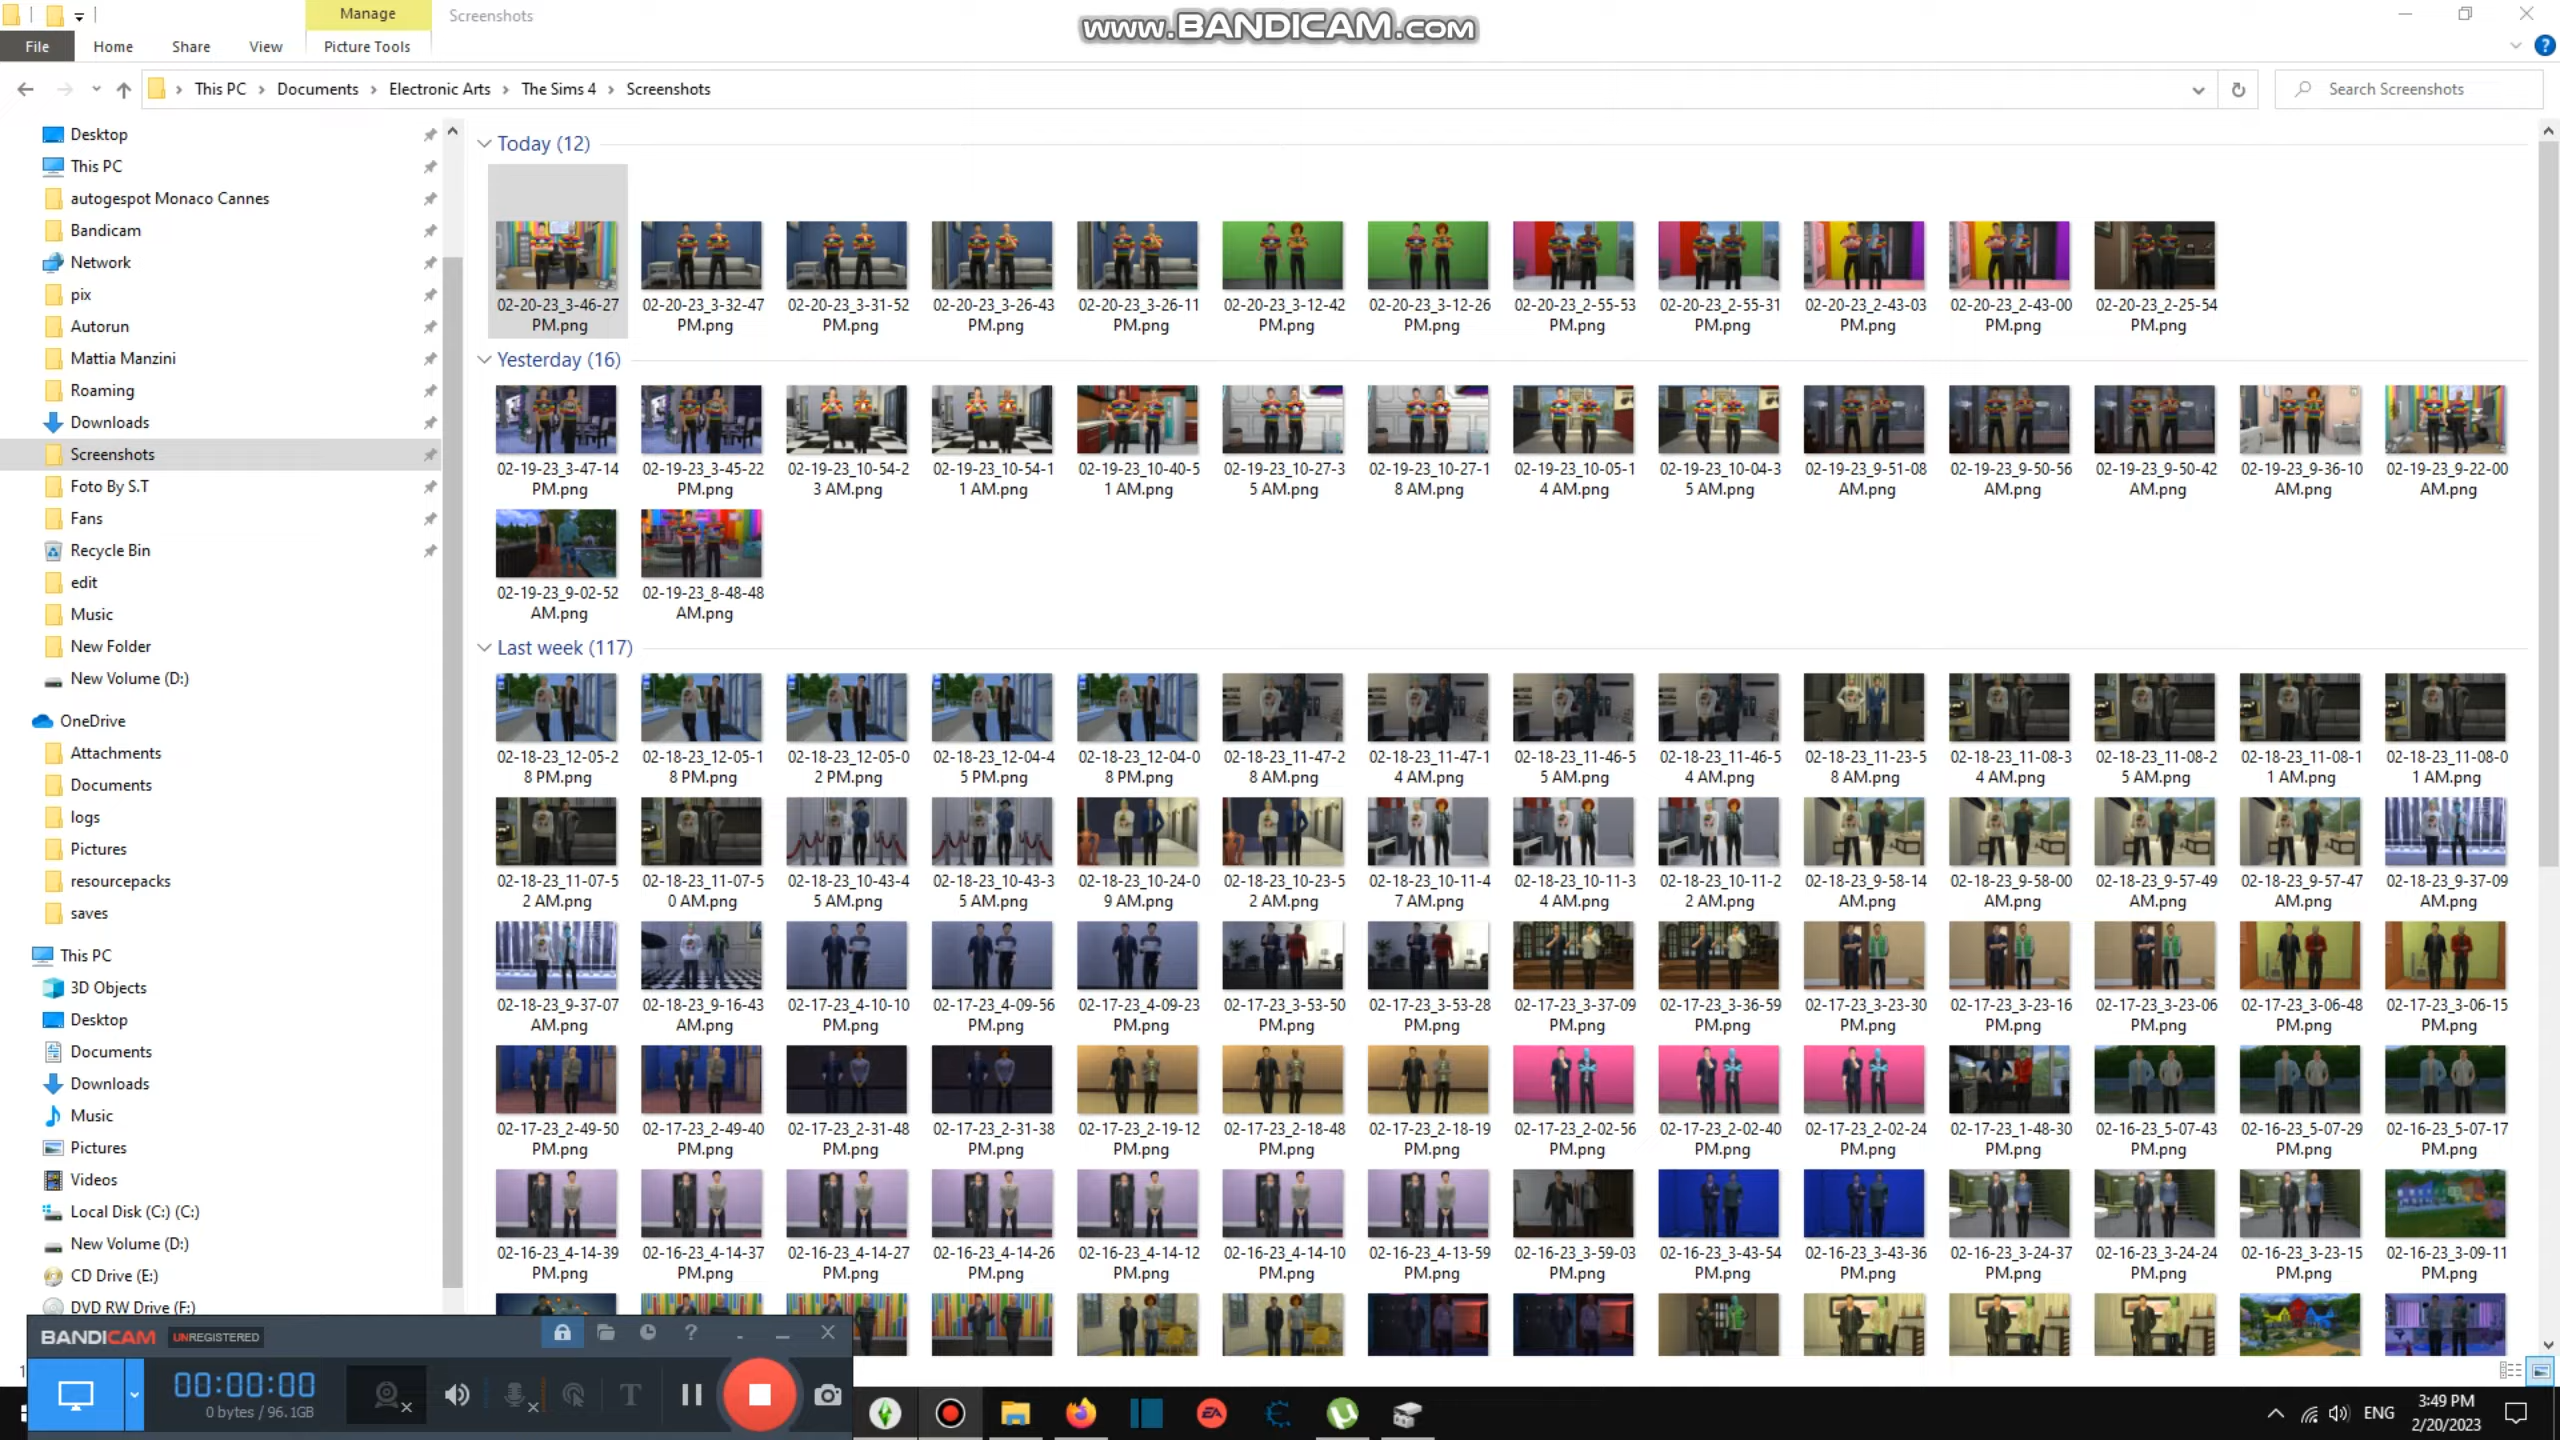 Manage
Screenshots
www.BANDICAM.com
File
Home
Share
View
Picture Tools
This PC
Documents
Electronic Arts
The Sims 4
Screenshots
Search Screenshots
Desktop
This PC
autogespot Monaco Cannes
Bandicam
Network
pix
Autorun
Mattia Manzini
Roaming
Downloads
Screenshots
Foto By S.T
Fans
Recycle Bin
edit
Music
New Folder
New Volume (D:)
OneDrive
Attachments
Documents
logs
Pictures
resourcepacks
saves
This PC
3D Objects
Desktop
Documents
Downloads
Music
Pictures
Videos
Local Disk (C:) (C:)
New Volume (D:)
CD Drive (E:)
DVD RW Drive (F:)
Today (12)
02-20-23_3-46-27 PM.png
02-20-23_3-32-47 PM.png
02-20-23_3-31-52 PM.png
02-20-23_3-26-43 PM.png
02-20-23_3-26-11 PM.png
02-20-23_3-12-42 PM.png
02-20-23_3-12-26 PM.png
02-20-23_2-55-53 PM.png
02-20-23_2-55-31 PM.png
02-20-23_2-43-03 PM.png
02-20-23_2-43-00 PM.png
02-20-23_2-25-54 PM.png
Yesterday (16)
02-19-23_3-47-14 PM.png
02-19-23_3-45-22 PM.png
02-19-23_10-54-23 AM.png
02-19-23_10-54-11 AM.png
02-19-23_10-40-51 AM.png
02-19-23_10-27-35 AM.png
02-19-23_10-27-18 AM.png
02-19-23_10-05-14 AM.png
02-19-23_10-04-35 AM.png
02-19-23_9-51-08 AM.png
02-19-23_9-50-56 AM.png
02-19-23_9-50-42 AM.png
02-19-23_9-36-10 AM.png
02-19-23_9-22-00 AM.png
02-19-23_9-02-52 AM.png
02-19-23_8-48-48 AM.png
Last week (117)
02-18-23_12-05-28 PM.png
02-18-23_12-05-18 PM.png
02-18-23_12-05-02 PM.png
02-18-23_12-04-45 PM.png
02-18-23_12-04-08 PM.png
02-18-23_11-47-28 AM.png
02-18-23_11-47-14 AM.png
02-18-23_11-46-55 AM.png
02-18-23_11-46-54 AM.png
02-18-23_11-23-58 AM.png
02-18-23_11-08-34 AM.png
02-18-23_11-08-25 AM.png
02-18-23_11-08-11 AM.png
02-18-23_11-08-01 AM.png
02-18-23_11-07-52 AM.png
02-18-23_11-07-50 AM.png
02-18-23_10-43-45 AM.png
02-18-23_10-43-35 AM.png
02-18-23_10-24-09 AM.png
02-18-23_10-23-52 AM.png
02-18-23_10-11-47 AM.png
02-18-23_10-11-34 AM.png
02-18-23_10-11-22 AM.png
02-18-23_9-58-14 AM.png
02-18-23_9-58-00 AM.png
02-18-23_9-57-49 AM.png
02-18-23_9-57-47 AM.png
02-18-23_9-37-09 AM.png
02-18-23_9-37-07 AM.png
02-18-23_9-16-43 AM.png
02-17-23_4-10-10 PM.png
02-17-23_4-09-56 PM.png
02-17-23_4-09-23 PM.png
02-17-23_3-53-50 PM.png
02-17-23_3-53-28 PM.png
02-17-23_3-37-09 PM.png
02-17-23_3-36-59 PM.png
02-17-23_3-23-30 PM.png
02-17-23_3-23-16 PM.png
02-17-23_3-23-06 PM.png
02-17-23_3-06-48 PM.png
02-17-23_3-06-15 PM.png
02-17-23_2-49-50 PM.png
02-17-23_2-49-40 PM.png
02-17-23_2-31-48 PM.png
02-17-23_2-31-38 PM.png
02-17-23_2-19-12 PM.png
02-17-23_2-18-48 PM.png
02-17-23_2-18-19 PM.png
02-17-23_2-02-56 PM.png
02-17-23_2-02-40 PM.png
02-17-23_2-02-24 PM.png
02-17-23_1-48-30 PM.png
02-16-23_5-07-43 PM.png
02-16-23_5-07-29 PM.png
02-16-23_5-07-17 PM.png
02-16-23_4-14-39 PM.png
02-16-23_4-14-37 PM.png
02-16-23_4-14-27 PM.png
02-16-23_4-14-26 PM.png
02-16-23_4-14-12 PM.png
02-16-23_4-14-10 PM.png
02-16-23_4-13-59 PM.png
02-16-23_3-59-03 PM.png
02-16-23_3-43-54 PM.png
02-16-23_3-43-36 PM.png
02-16-23_3-24-37 PM.png
02-16-23_3-24-24 PM.png
02-16-23_3-23-15 PM.png
02-16-23_3-09-11 PM.png
BANDICAM UNREGISTERED
00:00:00
0 bytes / 96.1GB
ENG
3:49 PM
2/20/2023